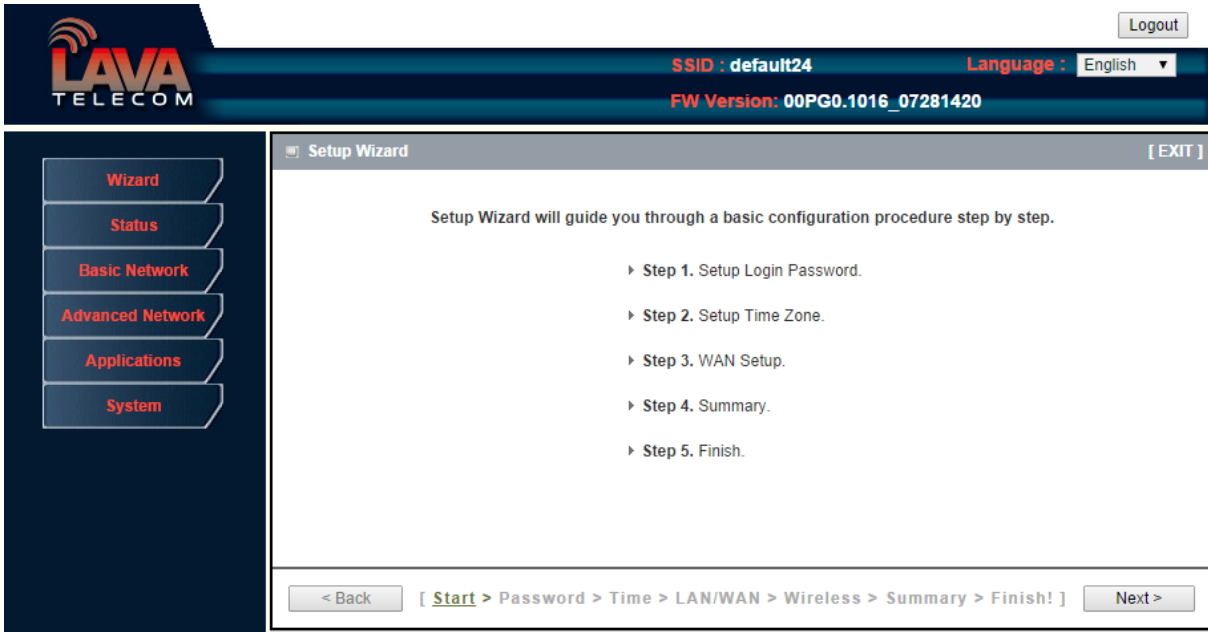 Logout
LAVA
TELECOM
SSID : default24
Language : English
FW Version: 00PG0.1016_07281420
Wizard
Status
Basic Network
Advanced Network
Applications
System
Setup Wizard
[ EXIT ]
Setup Wizard will guide you through a basic configuration procedure step by step.
Step 1. Setup Login Password.
Step 2. Setup Time Zone.
Step 3. WAN Setup.
Step 4. Summary.
Step 5. Finish.
< Back
[ Start > Password > Time > LAN/WAN > Wireless > Summary > Finish! ]
Next >